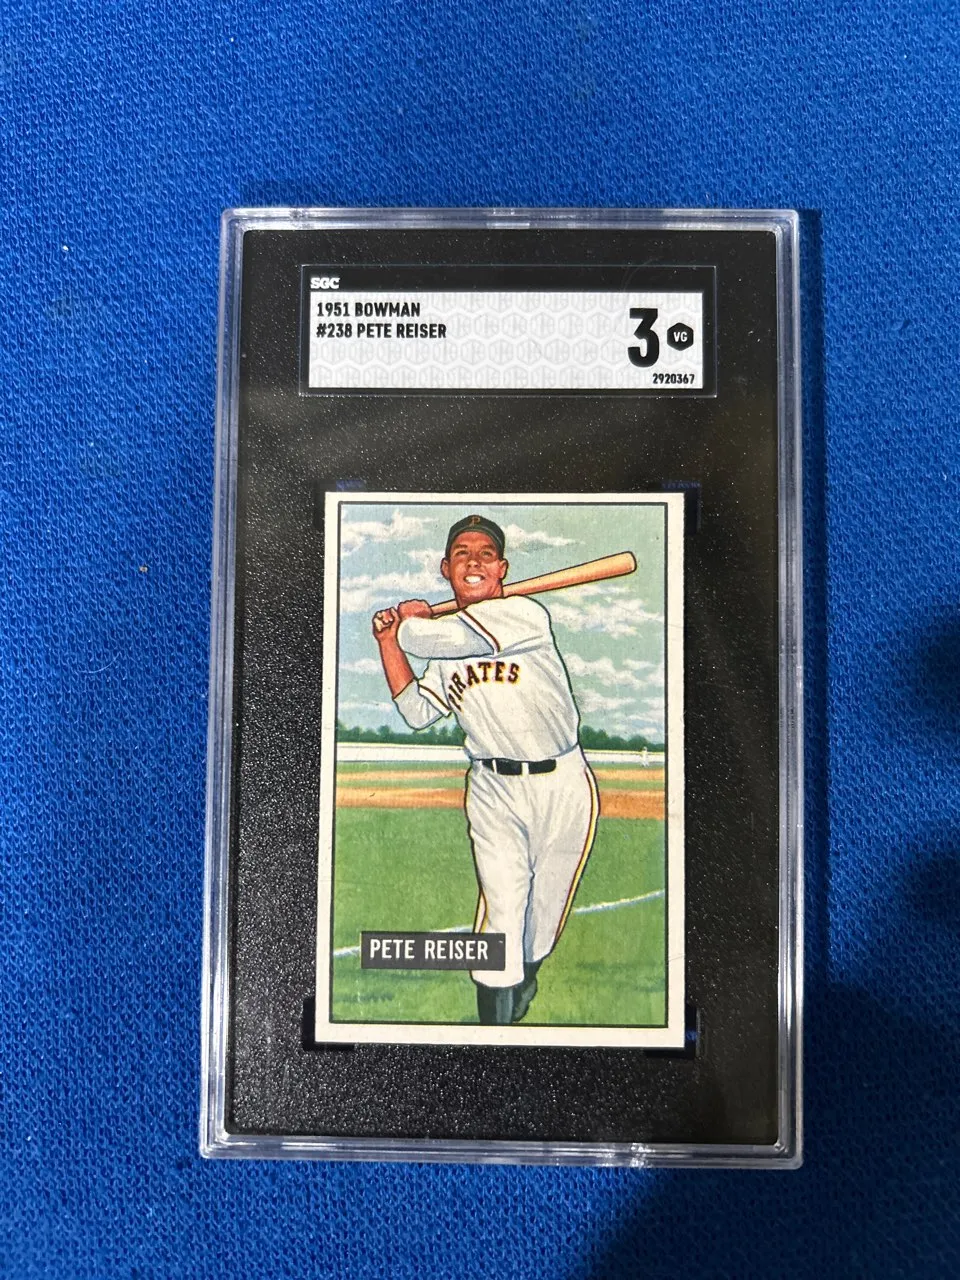 SGC
1951 BOWMAN
#238 PETE REISER
3 VG
2920367
P
PIRATES
PETE REISER